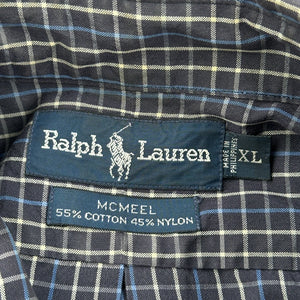 Ralph Lauren
MADE IN
PHILIPPINES
XL
MCMEEL
55% COTTON 45% NYLON